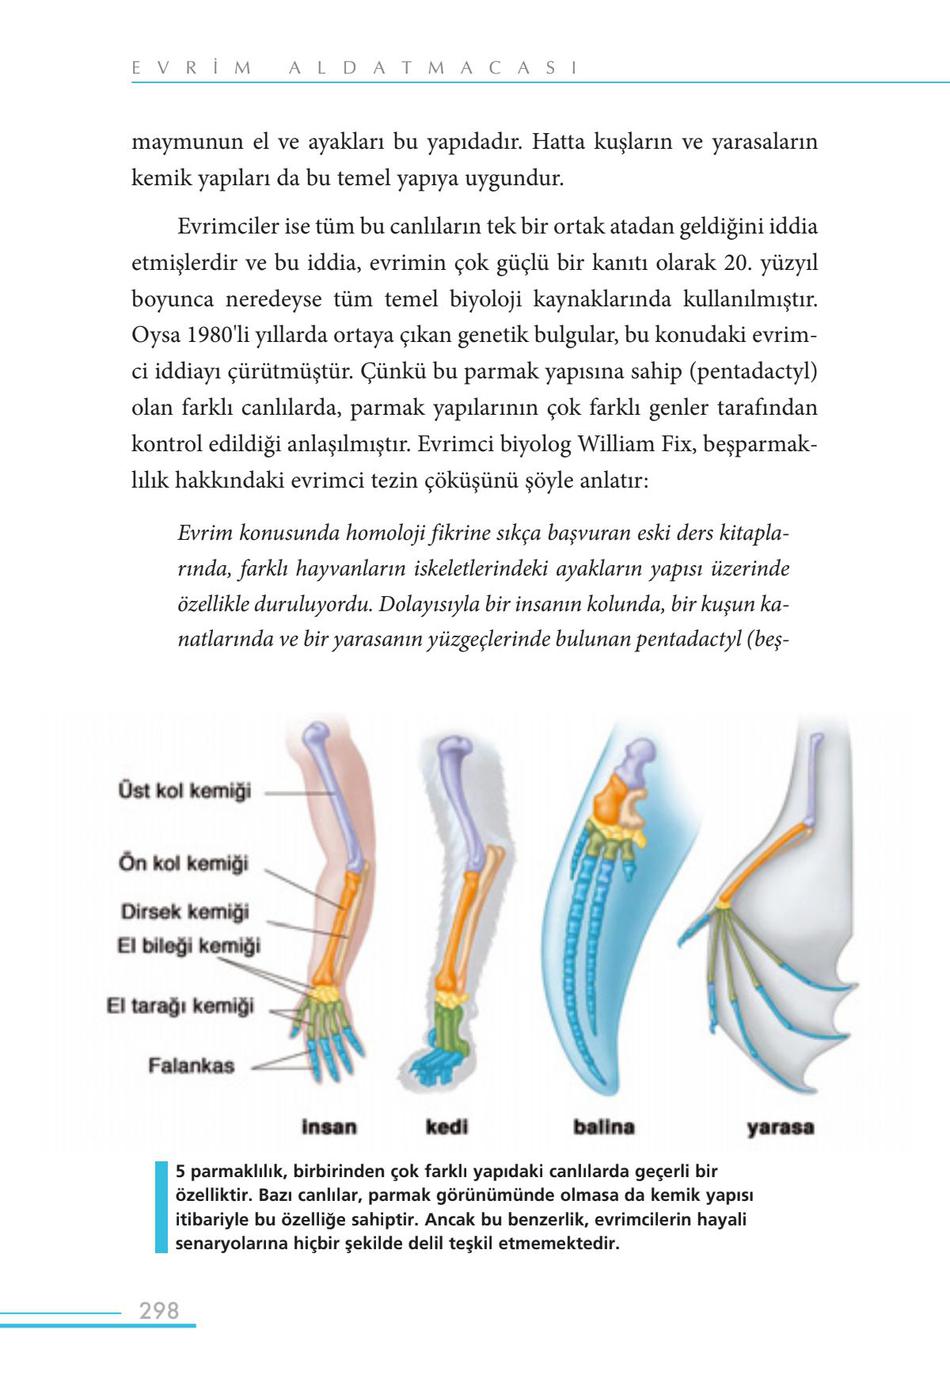 EVRİM ALDATMACASI
maymunun el ve ayakları bu yapıdadır. Hatta kuşların ve yarasaların
kemik yapıları da bu temel yapıya uygundur.
Evrimciler ise tüm bu canlıların tek bir ortak atadan geldiğini iddia
etmişlerdir ve bu iddia, evrimin çok güçlü bir kanıtı olarak 20. yüzyıl
boyunca neredeyse tüm temel biyoloji kaynaklarında kullanılmıştır.
Oysa 1980'li yıllarda ortaya çıkan genetik bulgular, bu konudaki evrim-
ci iddiayı çürütmüştür. Çünkü bu parmak yapısına sahip (pentadactyl)
olan farklı canlılarda, parmak yapılarının çok farklı genler tarafından
kontrol edildiği anlaşılmıştır. Evrimci biyolog William Fix, beşparmak-
lılık hakkındaki evrimci tezin çöküşünü şöyle anlatır:
Evrim konusunda homoloji fikrine sıkça başvuran eski ders kitapla-
rında, farklı hayvanların iskeletlerindeki ayakların yapısı üzerinde
özellikle duruluyordu. Dolayısıyla bir insanın kolunda, bir kuşun ka-
natlarında ve bir yarasanın yüzgeçlerinde bulunan pentadactyl (beş-
Üst kol kemiği
Ön kol kemiği
Dirsek kemiği
El bileği kemiği
El tarağı kemiği
Falankas
insan kedi balina yarasa
5 parmaklılık, birbirinden çok farklı yapıdaki canlılarda geçerli bir
özelliktir. Bazı canlılar, parmak görünümünde olmasa da kemik yapısı
itibariyle bu özelliğe sahiptir. Ancak bu benzerlik, evrimcilerin hayali
senaryolarına hiçbir şekilde delil teşkil etmemektedir.
298